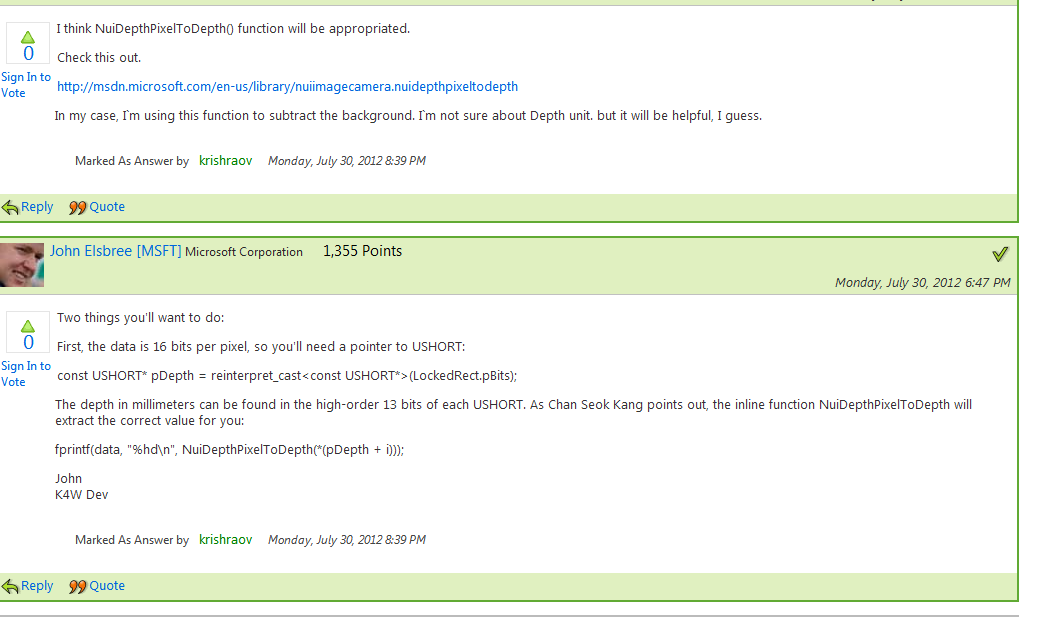 I think NuiDepthPixelToDepth() function will be appropriated.
0
Check this out.
Sign In to
Vote
http://msdn.microsoft.com/en-us/library/nuiimagecamera.nuidepthpixeltodepth
In my case, I`m using this function to subtract the background. I`m not sure about Depth unit. but it will be helpful, I guess.
Marked As Answer by krishraov Monday, July 30, 2012 8:39 PM
Reply Quote
John Elsbree [MSFT] Microsoft Corporation 1,355 Points
Monday, July 30, 2012 6:47 PM
Two things you'll want to do:
0
First, the data is 16 bits per pixel, so you'll need a pointer to USHORT:
Sign In to
Vote
const USHORT* pDepth = reinterpret_cast<const USHORT*>(LockedRect.pBits);
The depth in millimeters can be found in the high-order 13 bits of each USHORT. As Chan Seok Kang points out, the inline function NuiDepthPixelToDepth will
extract the correct value for you:
fprintf(data, "%hd\n", NuiDepthPixelToDepth(*(pDepth + i)));
John
K4W Dev
Marked As Answer by krishraov Monday, July 30, 2012 8:39 PM
Reply Quote